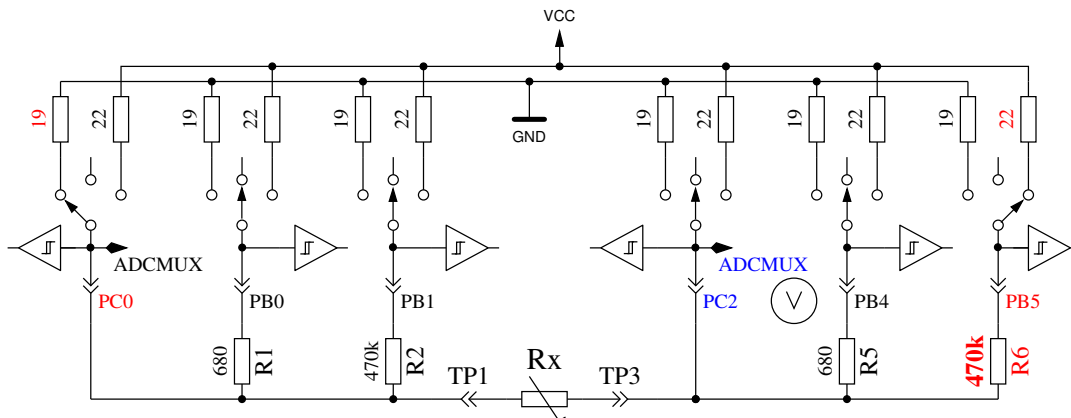 VCC
19
22
19
22
19
22
GND
19
22
19
22
19
22
ADCMUX
ADCMUX
PC0
PB0
PB1
PC2
V
PB4
PB5
680
R1
470k
R2
TP1
Rx
TP3
680
R5
470k
R6